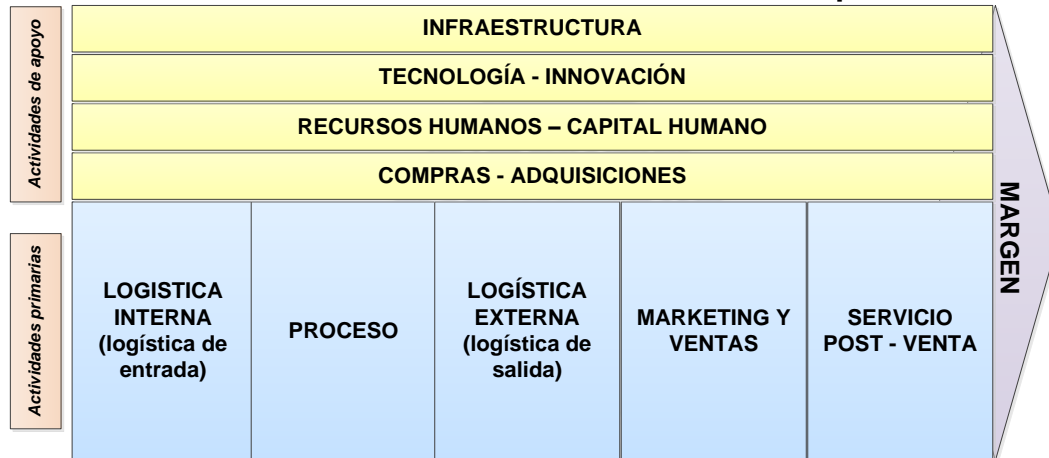 Actividades de apoyo
INFRAESTRUCTURA
TECNOLOGÍA - INNOVACIÓN
RECURSOS HUMANOS – CAPITAL HUMANO
COMPRAS - ADQUISICIONES
Actividades primarias
LOGISTICA
INTERNA
(logística de
entrada)
PROCESO
LOGÍSTICA
EXTERNA
(logística de
salida)
MARKETING Y
VENTAS
SERVICIO
POST - VENTA
MARGEN